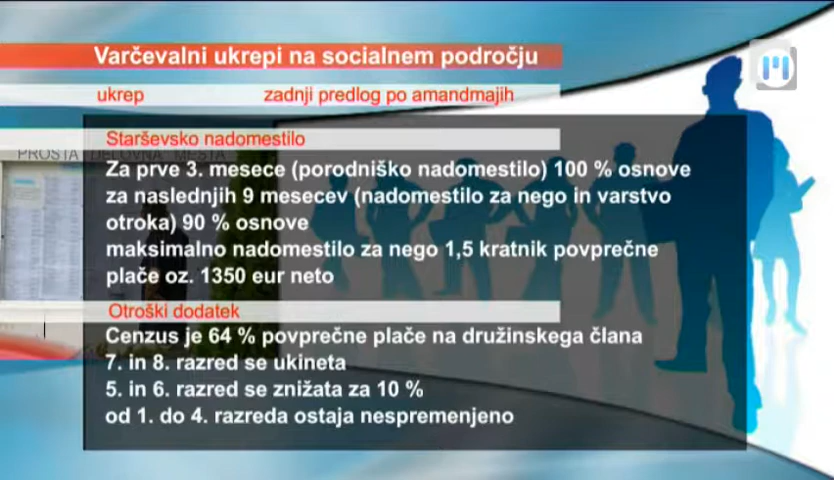 Varčevalni ukrepi na socialnem področju
ukrep zadnji predlog po amandmajih
Starševsko nadomestilo
PROSTA DELOVNA MESTA
Za prve 3. mesece (porodniško nadomestilo) 100 % osnove
za naslednjih 9 mesecev (nadomestilo za nego in varstvo
otroka) 90 % osnove
maksimalno nadomestilo za nego 1,5 kratnik povprečne
plače oz. 1350 eur neto
Otroški dodatek
Cenzus je 64 % povprečne plače na družinskega člana
7. in 8. razred se ukineta
5. in 6. razred se znižata za 10 %
od 1. do 4. razreda ostaja nespremenjeno